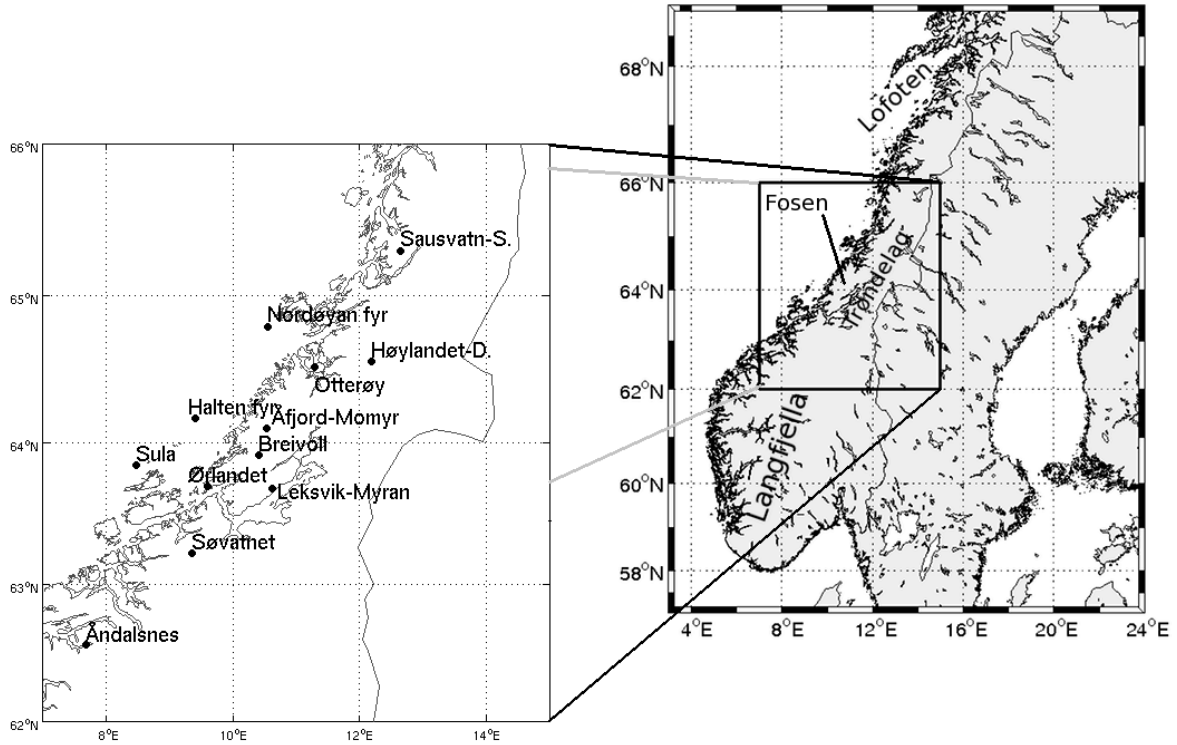 66°N
65°N
64°N
63°N
62°N
8°E
10°E
12°E
14°E
Sausvatn-S.
Nordøyan fyr
Høylandet-D.
Otterøy
Halten fyr
Åfjord-Momyr
Breivoll
Sula
Ørlandet
Leksvik-Myran
Søvatnet
Åndalsnes
68°N
66°N
64°N
62°N
60°N
58°N
4°E
8°E
12°E
16°E
20°E
24°E
Lofoten
Fosen
Trøndelag
Langfjella